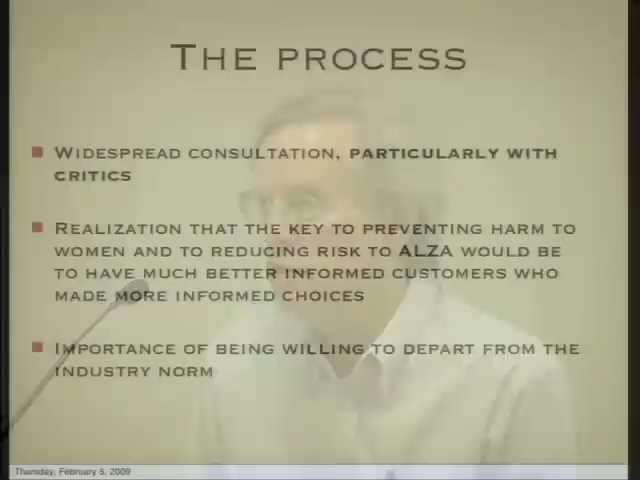 THE PROCESS
WIDESPREAD CONSULTATION, PARTICULARLY WITH
CRITICS
REALIZATION THAT THE KEY TO PREVENTING HARM TO
WOMEN AND TO REDUCING RISK TO ALZA WOULD BE
TO HAVE MUCH BETTER INFORMED CUSTOMERS WHO
MADE MORE INFORMED CHOICES
IMPORTANCE OF BEING WILLING TO DEPART FROM THE
INDUSTRY NORM
Thursday, February 5, 2009